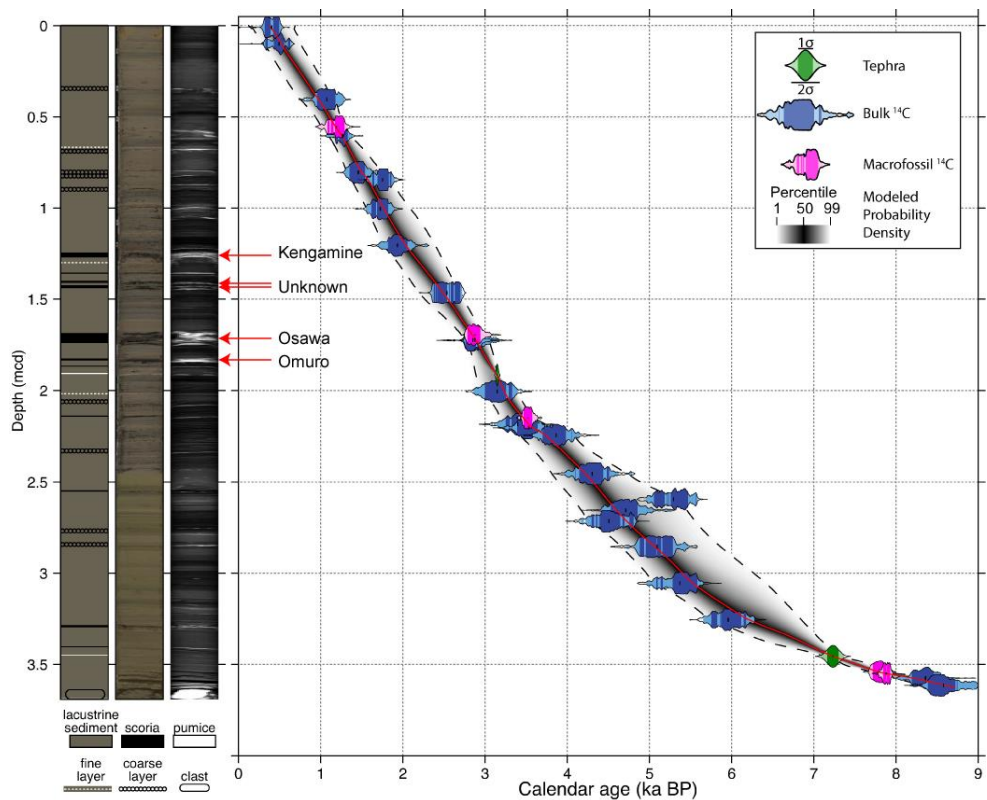 Depth (mcd)
0
0.5
1
1.5
2
2.5
3
3.5
Kengamine
Unknown
Osawa
Omuro
1σ
2σ
Tephra
Bulk ¹⁴C
Macrofossil ¹⁴C
Percentile
1 50 99
Modeled
Probability
Density
lacustrine
sediment
scoria
pumice
fine
layer
coarse
layer
clast
0 1 2 3 4 5 6 7 8 9
Calendar age (ka BP)